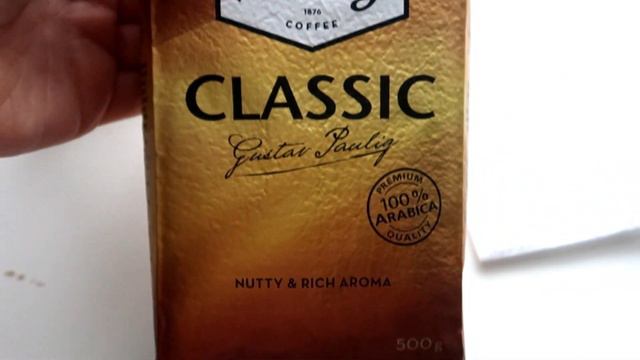 1876
COFFEE
CLASSIC
Gustav Paulig
PREMIUM
100%
ARABICA
QUALITY
NUTTY & RICH AROMA
500g